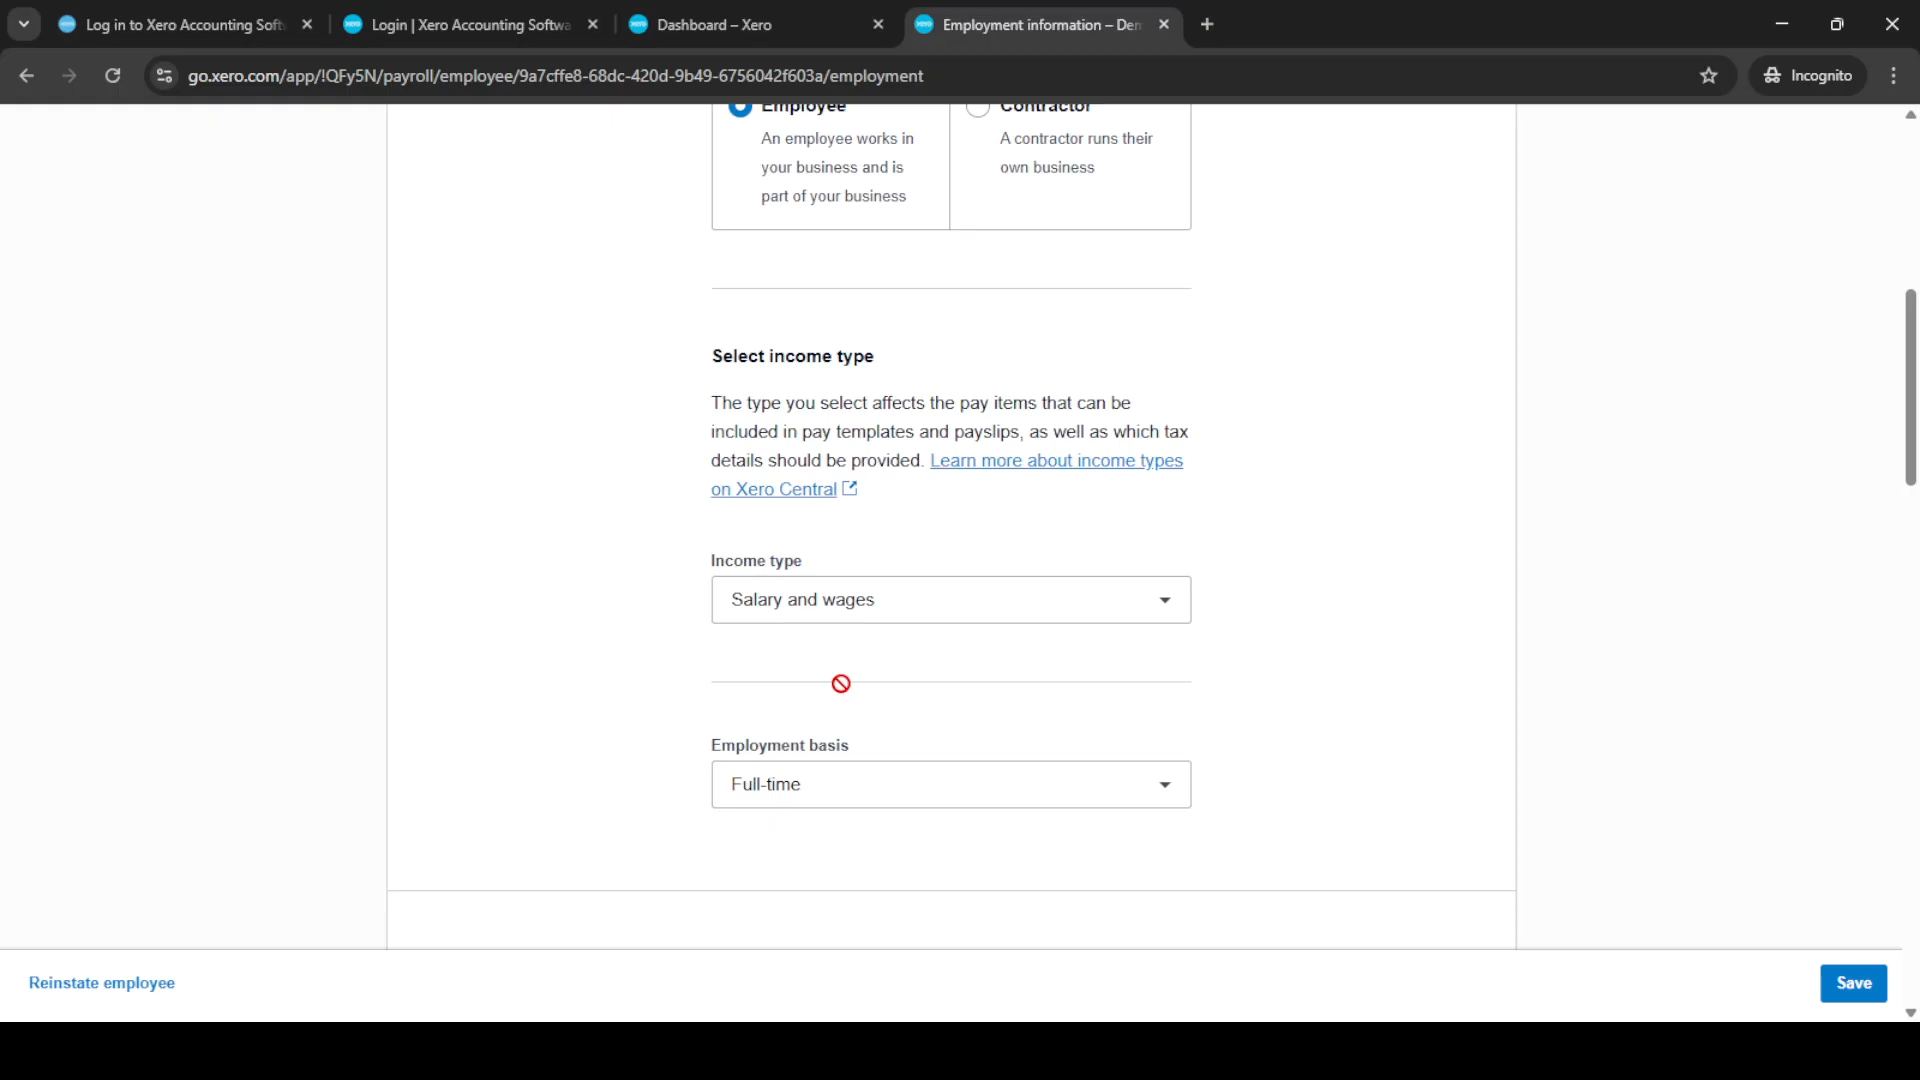 Log in to Xero Accounting Soft
Login | Xero Accounting Softwa
Dashboard – Xero
Employment information – Dem
go.xero.com/app/!QFy5N/payroll/employee/9a7cffe8-68dc-420d-9b49-6756042f603a/employment
Incognito
Employee
Contractor
An employee works in
your business and is
part of your business
A contractor runs their
own business
Select income type
The type you select affects the pay items that can be
included in pay templates and payslips, as well as which tax
details should be provided. Learn more about income types
on Xero Central
Income type
Salary and wages
Employment basis
Full-time
Reinstate employee
Save